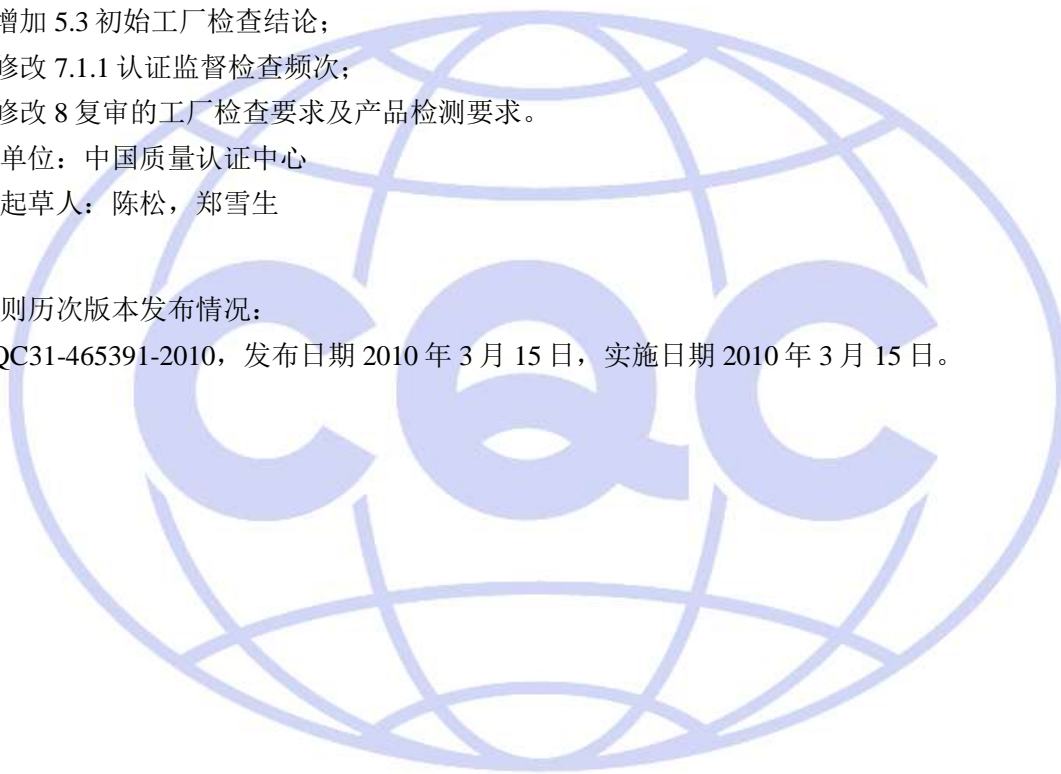 增加 5.3 初始工厂检查结论；
修改 7.1.1 认证监督检查频次；
修改 8 复审的工厂检查要求及产品检测要求。
单位：中国质量认证中心
起草人：陈松，郑雪生
则历次版本发布情况：
QC31-465391-2010，发布日期 2010 年 3 月 15 日，实施日期 2010 年 3 月 15 日。
CQC